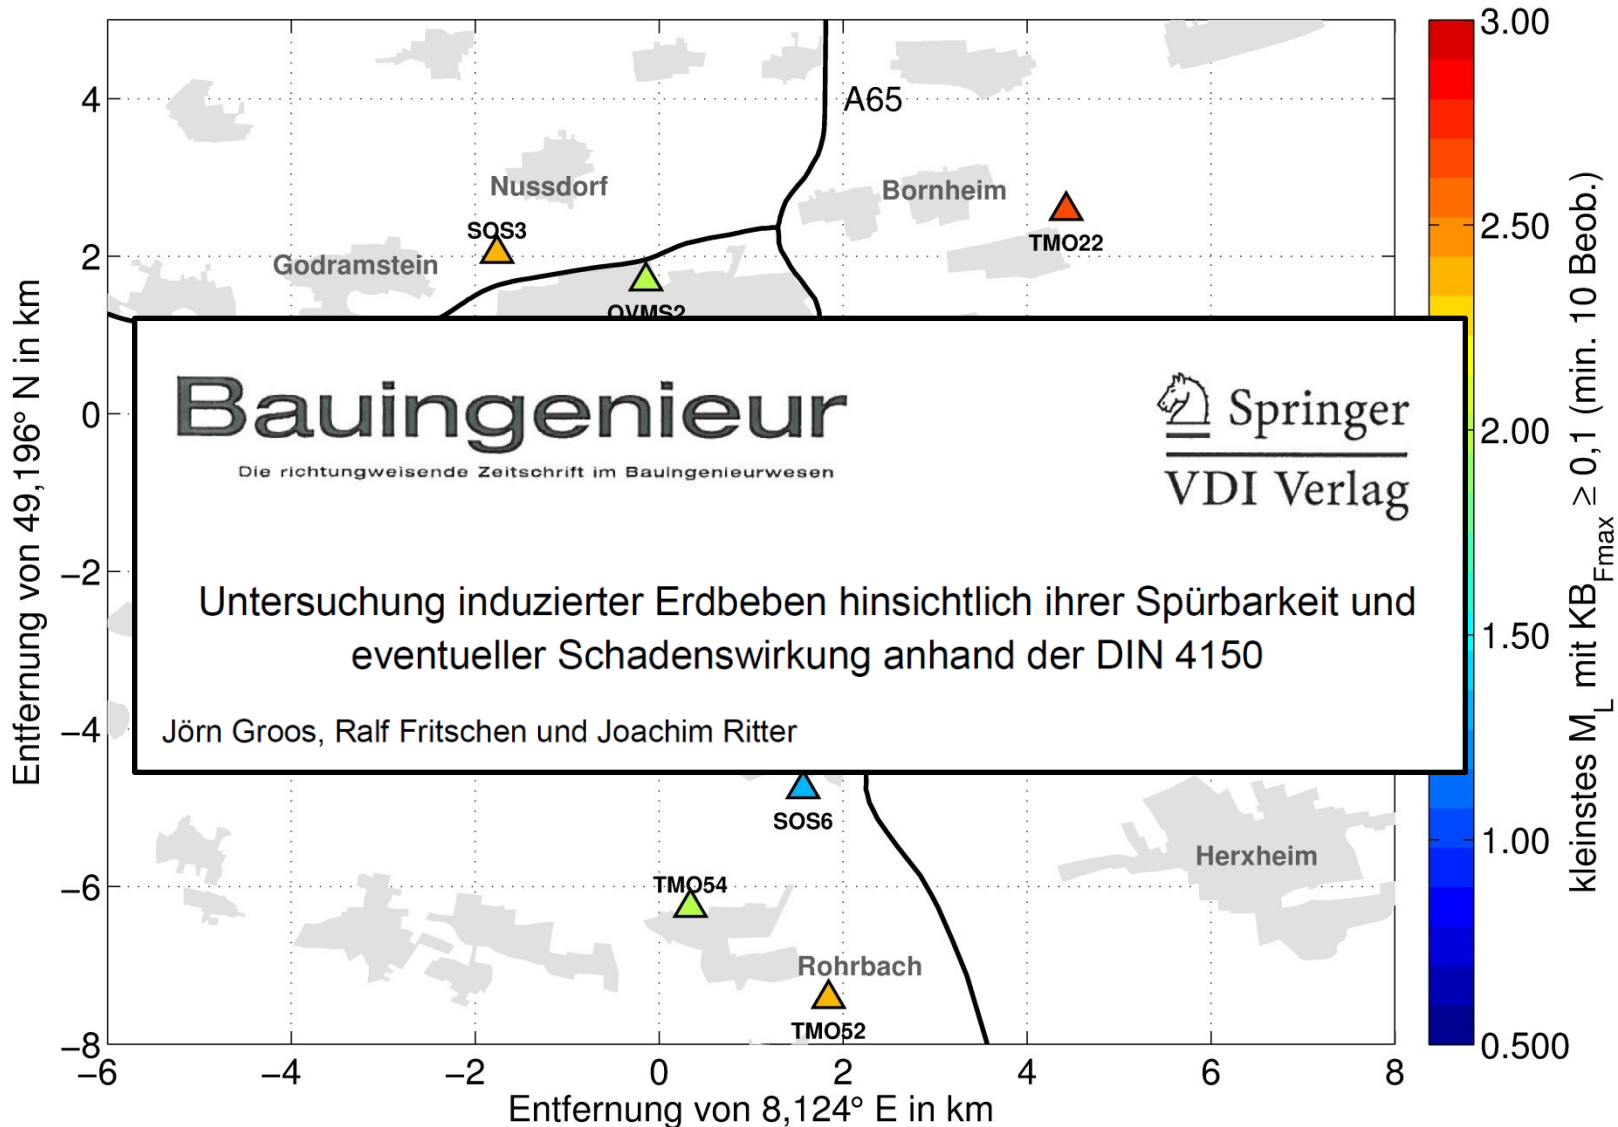 A65
Nussdorf
Bornheim
SOS3
TMO22
Godramstein
OVMS2
Bauingenieur
Die richtungweisende Zeitschrift im Bauingenieurwesen
Springer
VDI Verlag
Untersuchung induzierter Erdbeben hinsichtlich ihrer Spürbarkeit und
eventueller Schadenswirkung anhand der DIN 4150
Jörn Groos, Ralf Fritschen und Joachim Ritter
SOS6
Herxheim
TMO54
Rohrbach
TMO52
4
2
0
−2
−4
−6
−8
−6
−4
−2
0
2
4
6
8
Entfernung von 49,196° N in km
Entfernung von 8,124° E in km
3.00
2.50
2.00
1.50
1.00
0.500
kleinstes M_L mit KB_Fmax ≥ 0,1 (min. 10 Beob.)